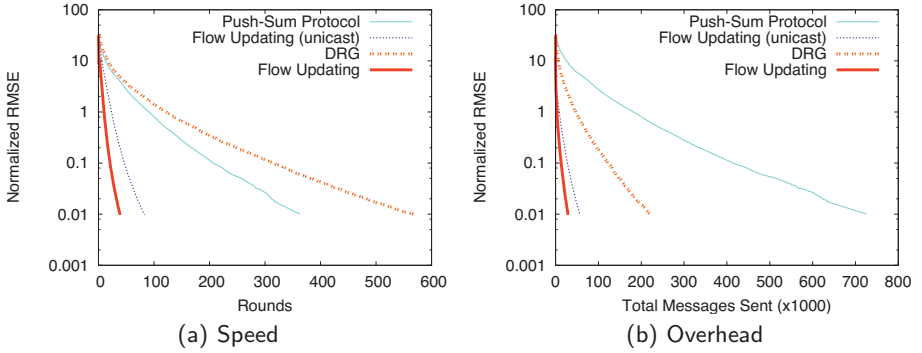 Push-Sum Protocol
Flow Updating (unicast)
DRG
Flow Updating
Normalized RMSE
10
1
0.1
0.01
0.001
0 100 200 300 400 500 600
Rounds
(a) Speed
Push-Sum Protocol
Flow Updating (unicast)
DRG
Flow Updating
Normalized RMSE
10
1
0.1
0.01
0.001
0 100 200 300 400 500 600 700 800
Total Messages Sent (x1000)
(b) Overhead